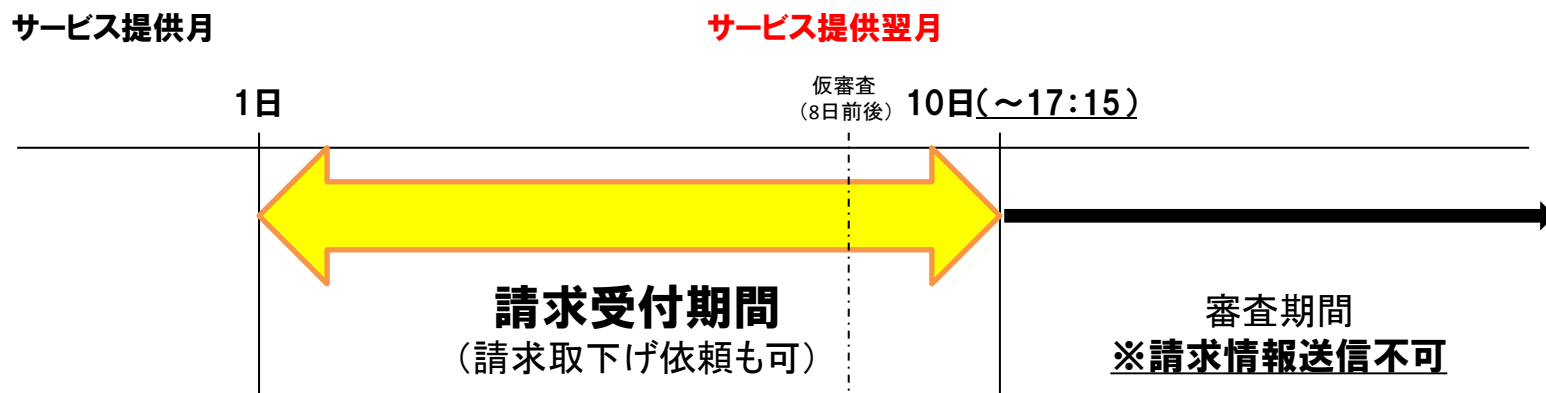 サービス提供月
サービス提供翌月
1日
仮審査
（8日前後）
10日(～17:15)
請求受付期間
（請求取下げ依頼も可）
審査期間
※請求情報送信不可